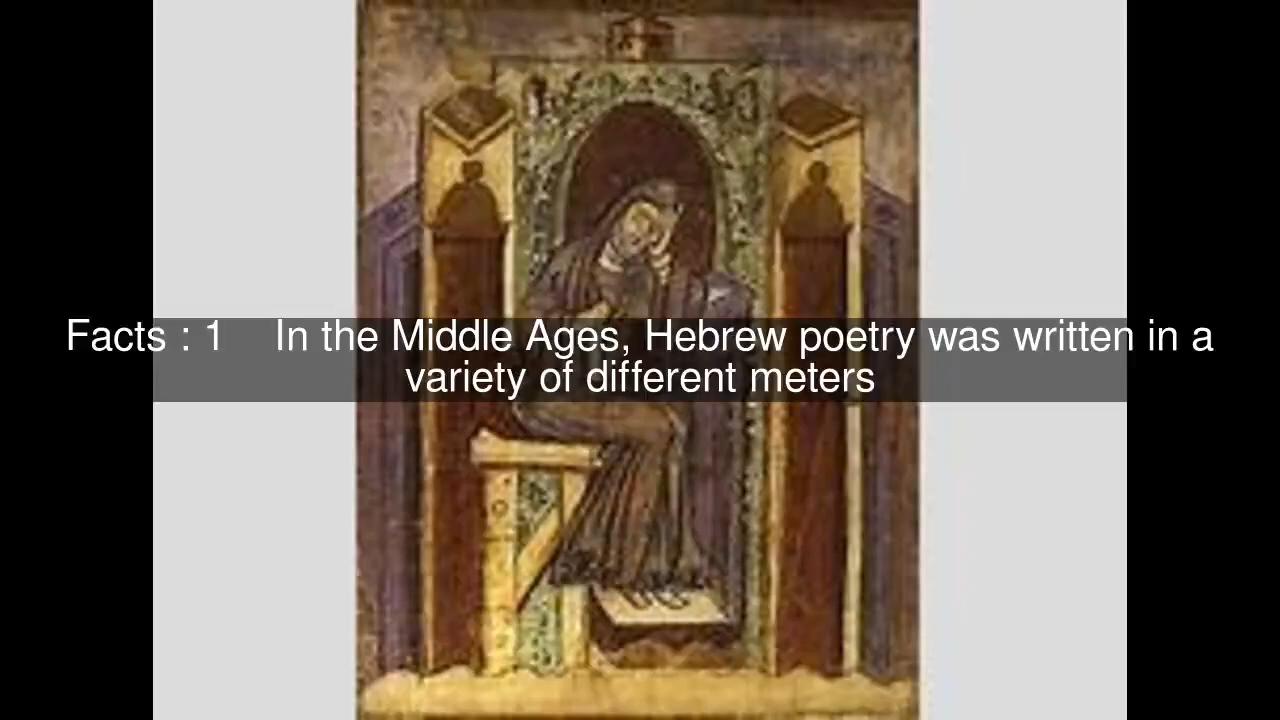 Facts : 1 In the Middle Ages, Hebrew poetry was written in a
variety of different meters